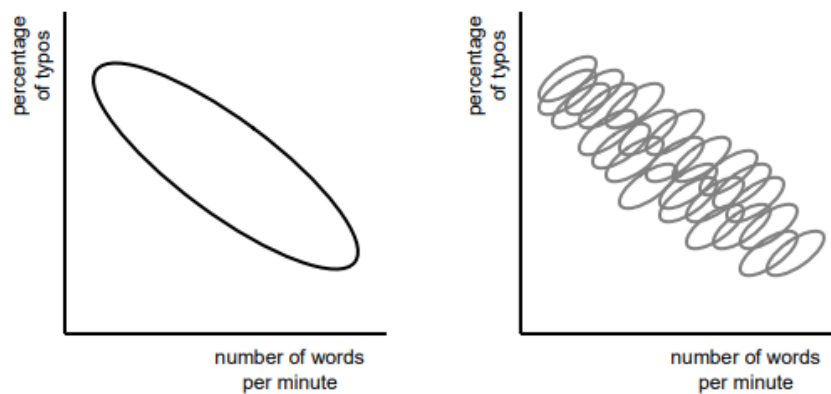 percentage
of typos
number of words
per minute
percentage
of typos
number of words
per minute